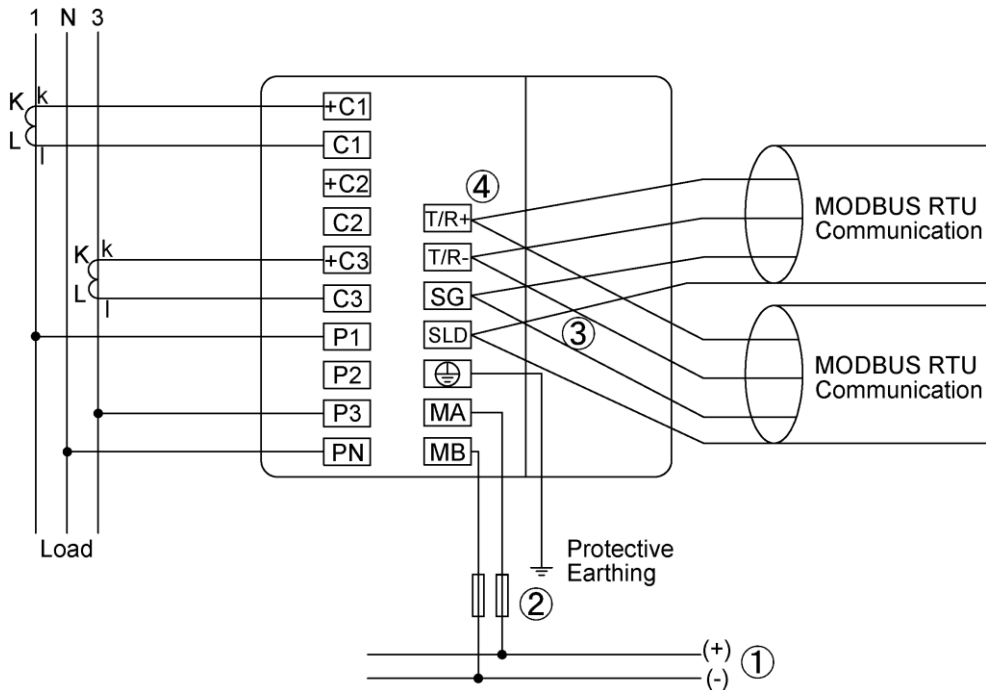 1 N 3
K k
L l
K k
L l
+C1
C1
+C2
C2
+C3
C3
P1
P2
P3
PN
④
T/R+
T/R-
SG
SLD
MA
MB
③
MODBUS RTU
Communication
MODBUS RTU
Communication
Load
Protective
Earthing
②
(+)
(-)
①